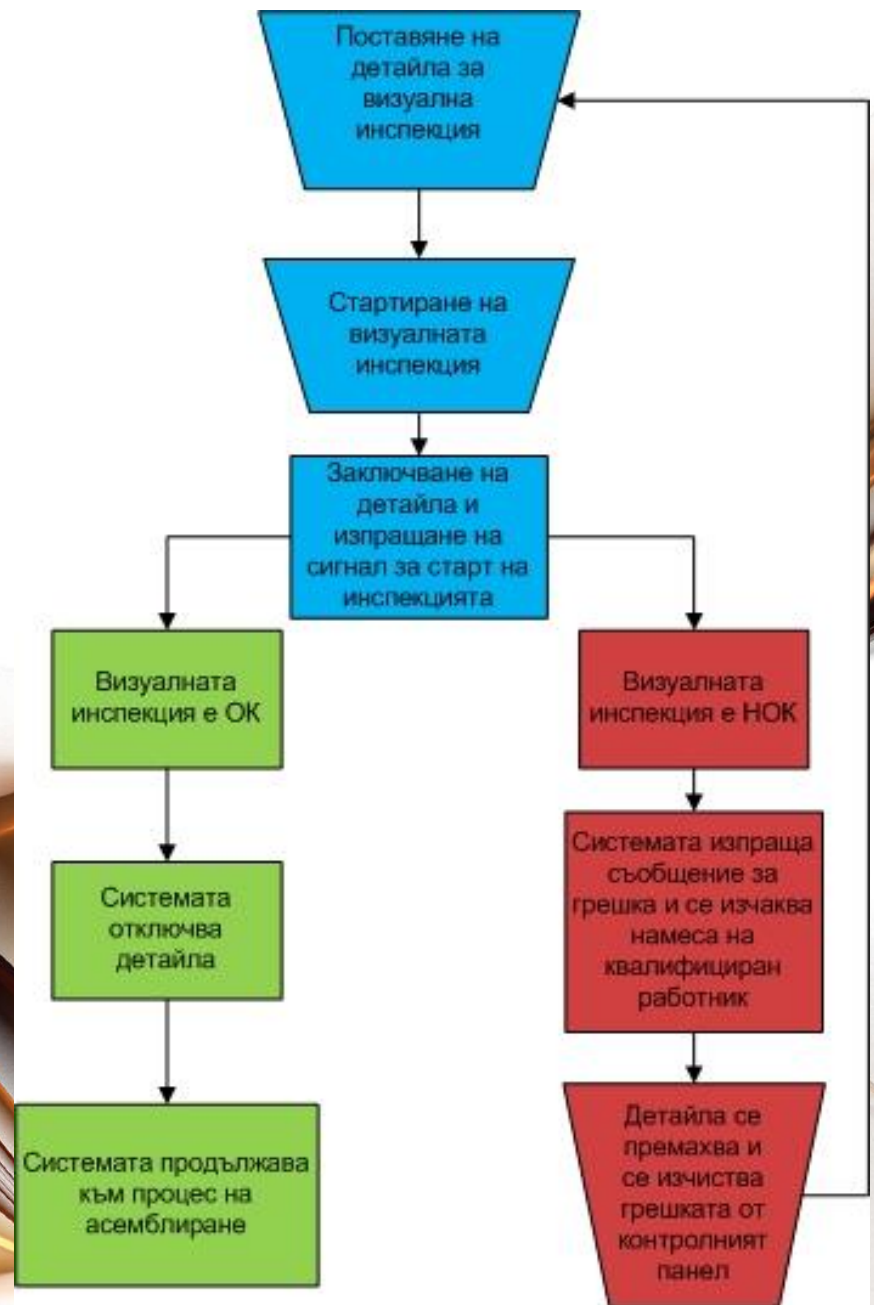 Поставяне на
детайла за
визуална
инспекция
Стартиране на
визуалната
инспекция
Заключване на
детайла и
изпращане на
сигнал за старт на
инспекцията
Визуалната
инспекция е ОК
Визуалната
инспекция е НОК
Системата
отключва
детайла
Системата изпраща
съобщение за
грешка и се изчаква
намеса на
квалифициран
работник
Системата продължава
към процес на
асемблиране
Детайла се
премахва и
се изчиства
грешката от
контролният
панел